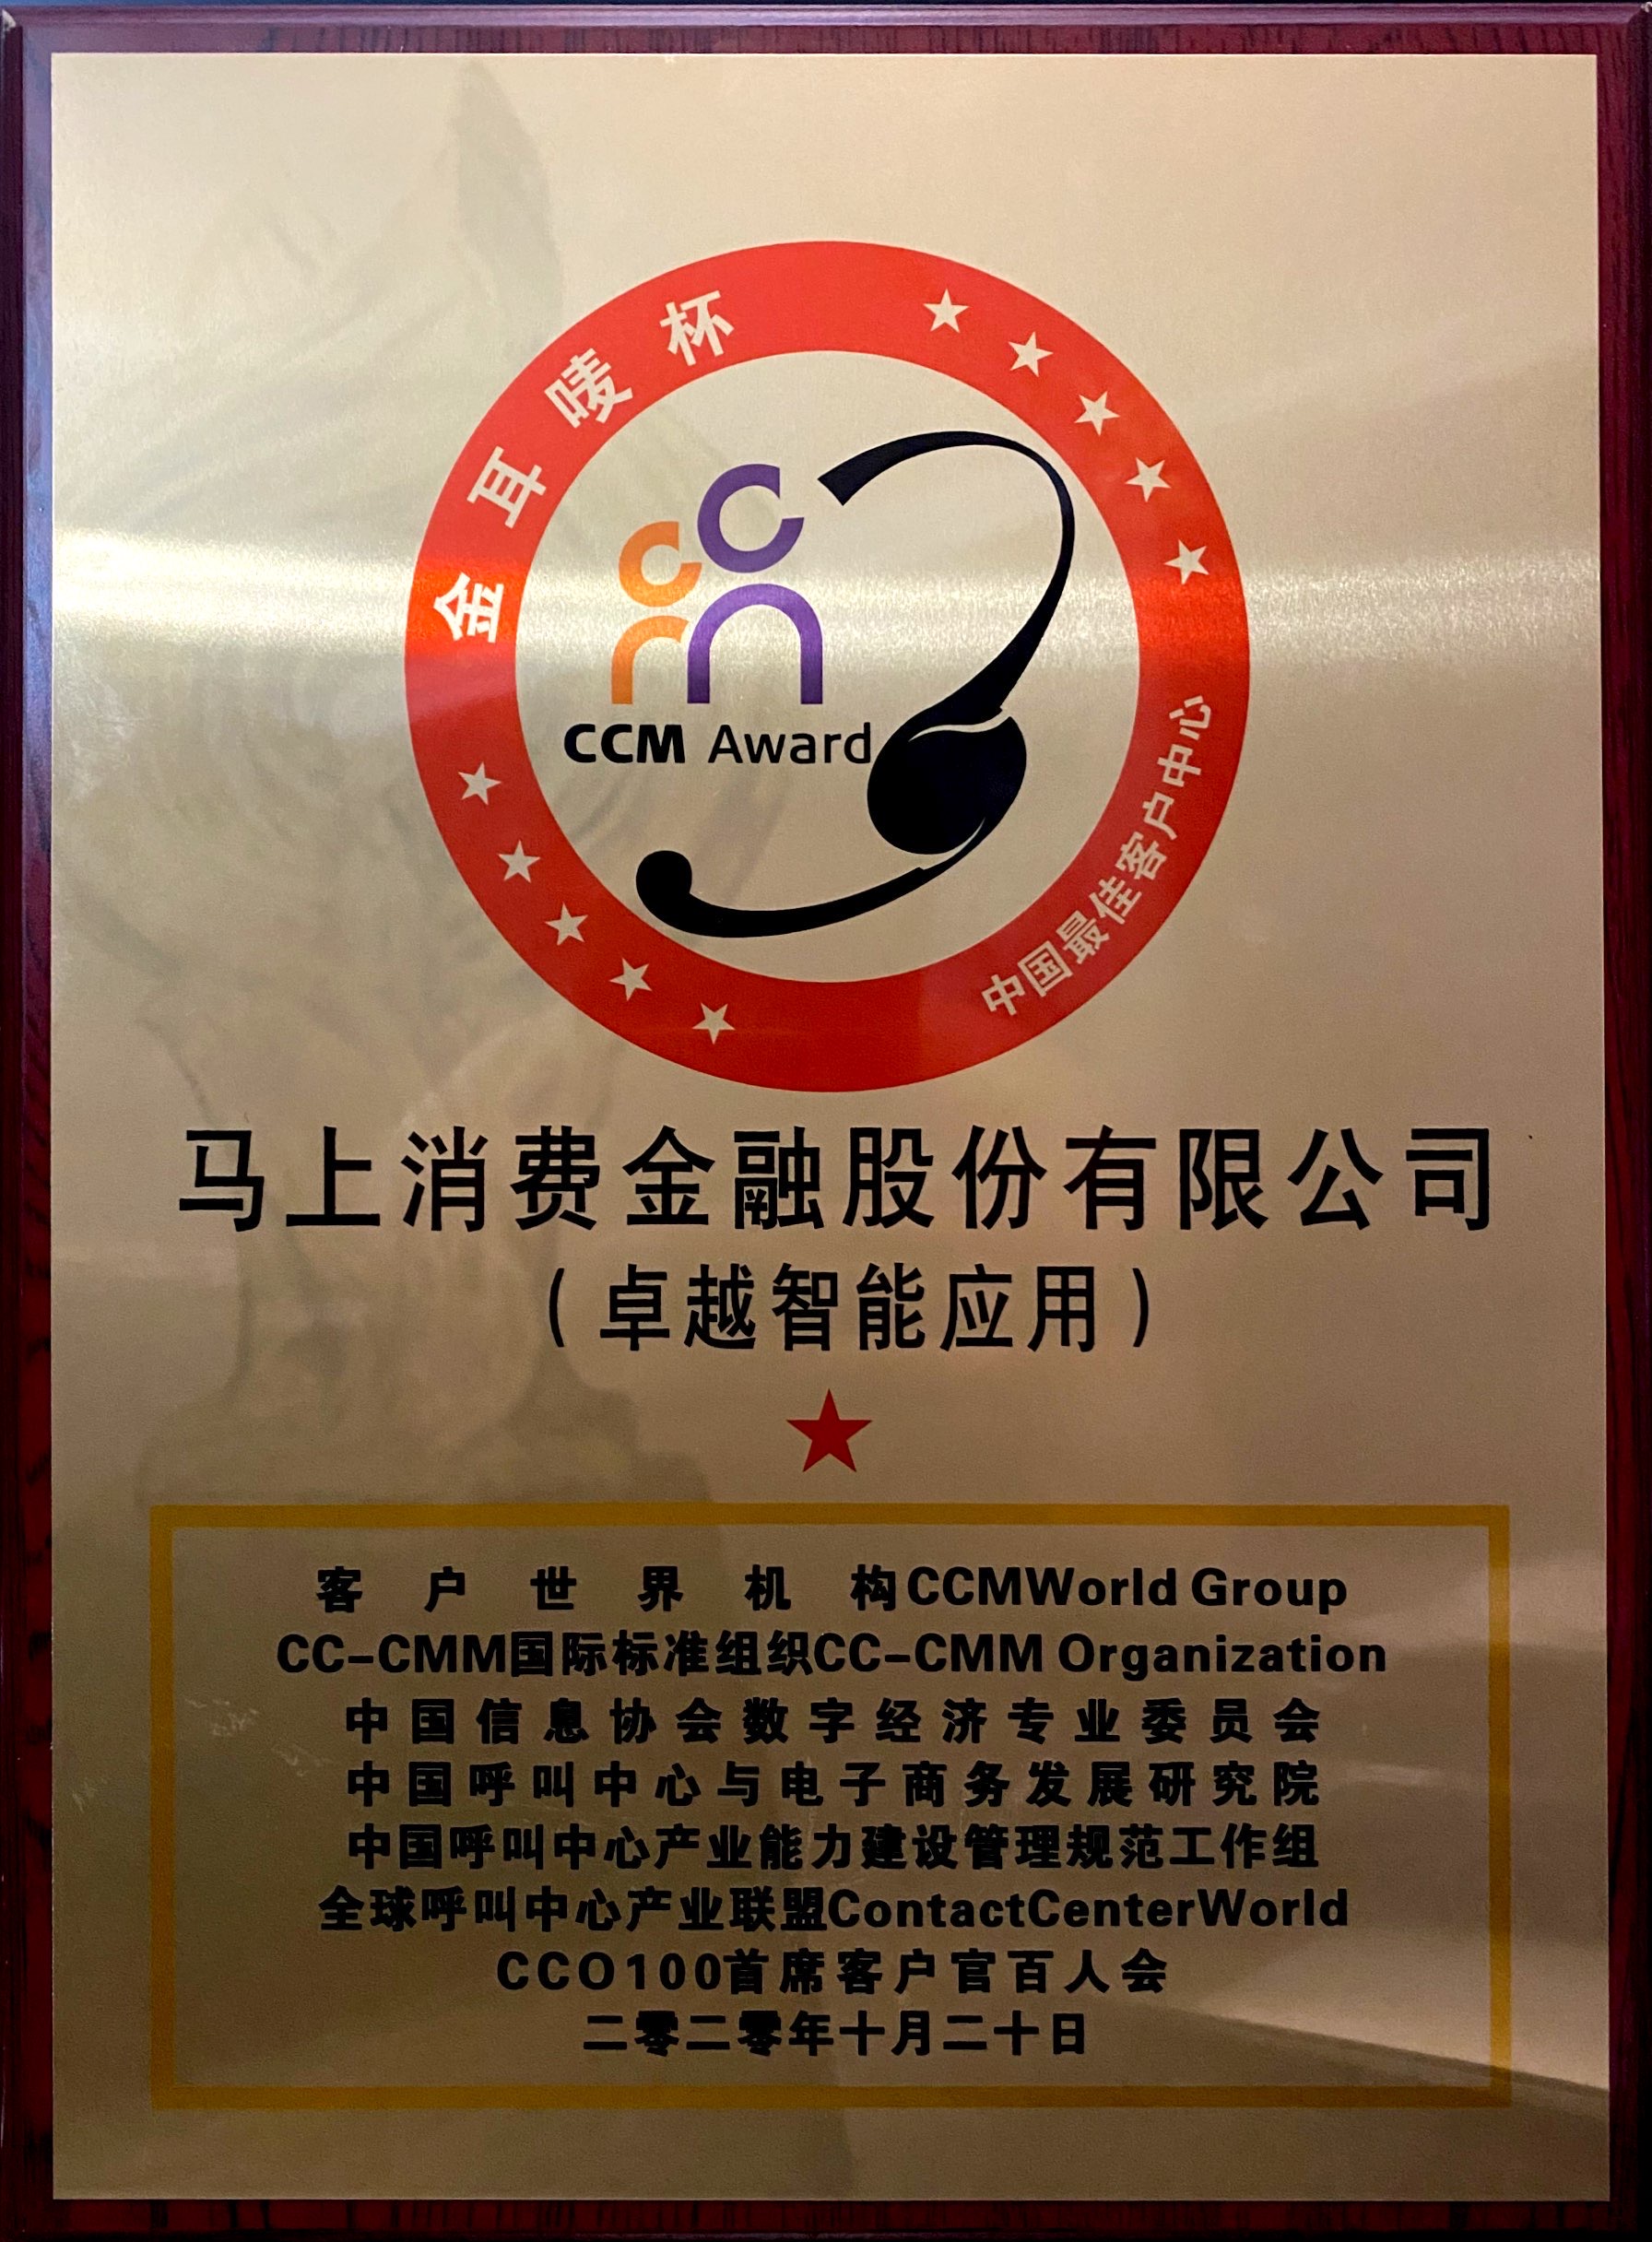 金耳唛杯
CCM Award
中国最佳客户中心
马上消费金融股份有限公司
（卓越智能应用）
客户世界机构CCMWorld Group
CC-CMM国际标准组织CC-CMM Organization
中国信息协会数字经济专业委员会
中国呼叫中心与电子商务发展研究院
中国呼叫中心产业能力建设管理规范工作组
全球呼叫中心产业联盟ContactCenterWorld
CCO100首席客户官百人会
二零二零年十月二十日